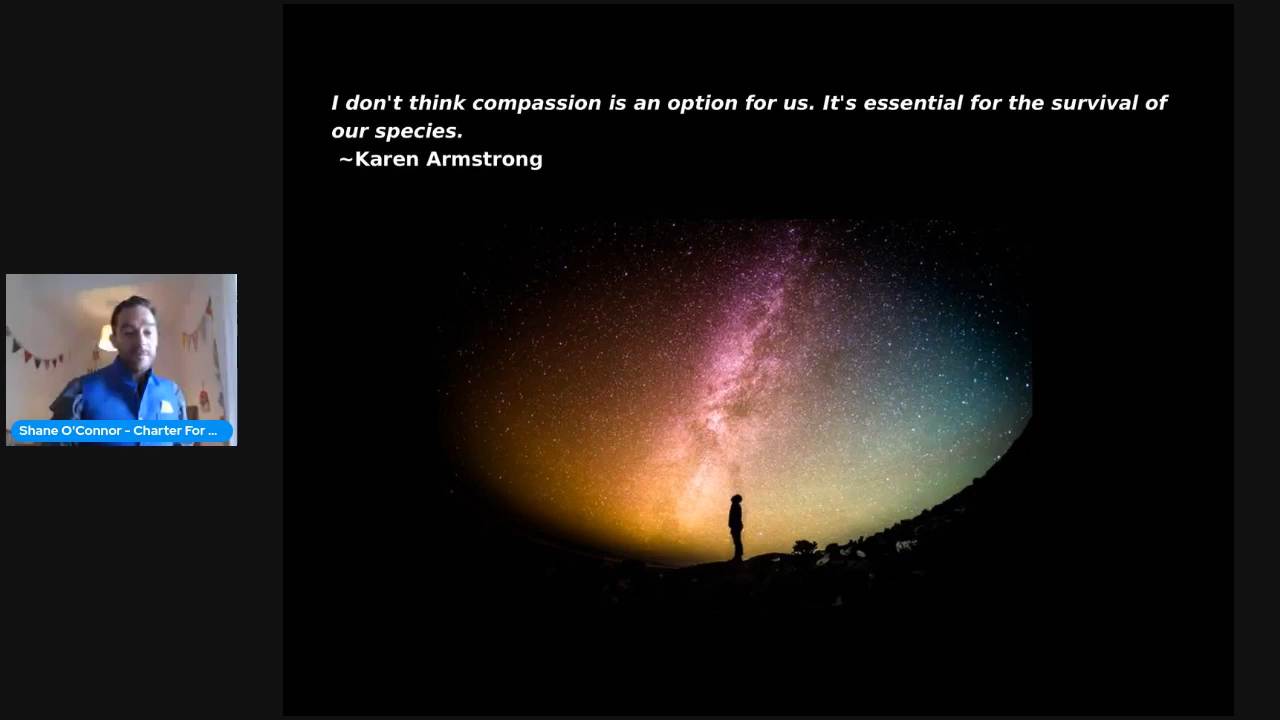 I don't think compassion is an option for us. It's essential for the survival of
our species.
~Karen Armstrong
Shane O'Connor - Charter For ...